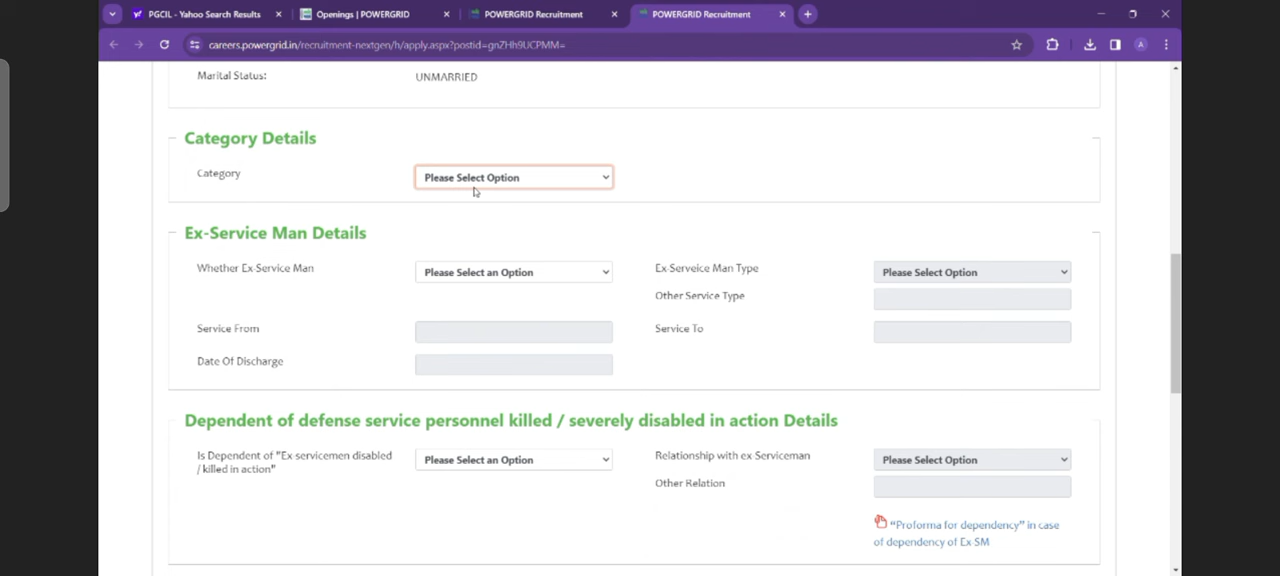 PGCIL - Yahoo Search Results
Openings | POWERGRID
POWERGRID Recruitment
POWERGRID Recruitment
careers.powergrid.in/recruitment-nextgen/h/apply.aspx?postid=gnZHh9UCPMM=
A
Marital Status: UNMARRIED
Category Details
Category Please Select Option
Ex-Service Man Details
Whether Ex-Service Man Please Select an Option Ex-Serveice Man Type Please Select Option
Other Service Type
Service From Service To
Date Of Discharge
Dependent of defense service personnel killed / severely disabled in action Details
Is Dependent of "Ex-servicemen disabled Please Select an Option Relationship with ex-Serviceman Please Select Option
/ killed in action"
Other Relation
"Proforma for dependency" in case
of dependency of Ex SM